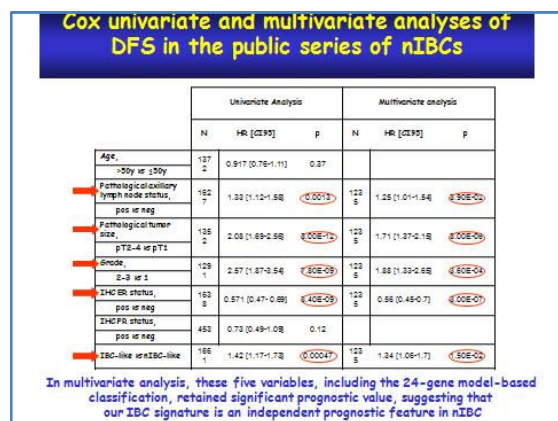 Cox univariate and multivariate analyses of
DFS in the public series of nIBCs
Univariate Analysis Multivariate analysis
N HR [CI95] p N HR [CI95] p
Age,
>50y vs ≤50y
137
2
0.917 [0.76-1.11] 0.37
Pathological axillary
lymph node status,
pos vs neg
162
7
1.33 [1.12-1.58] 0.0013
123
5
1.25 [1.01-1.54] 3.90E-02
Pathological tumor
size,
pT2-4 vs pT1
135
2
2.08 [1.69-2.56] 3.00E-12
123
5
1.71 [1.37-2.15] 3.00E-06
Grade,
2-3 vs 1
129
1
2.57 [1.87-3.54] 7.80E-09
123
5
1.88 [1.33-2.65] 3.60E-04
IHC ER status,
pos vs neg
163
8
0.571 [0.47-0.69] 8.40E-09
123
5
0.56 [0.45-0.7] 3.00E-07
IHC PR status,
pos vs neg
453 0.73 [0.49-1.09] 0.12
IBC-like vs nIBC-like
166
1
1.42 [1.17-1.73] 0.00047
123
5
1.34 [1.06-1.7] 1.50E-02
In multivariate analysis, these five variables, including the 24-gene model-based
classification, retained significant prognostic value, suggesting that
our IBC signature is an independent prognostic feature in nIBC